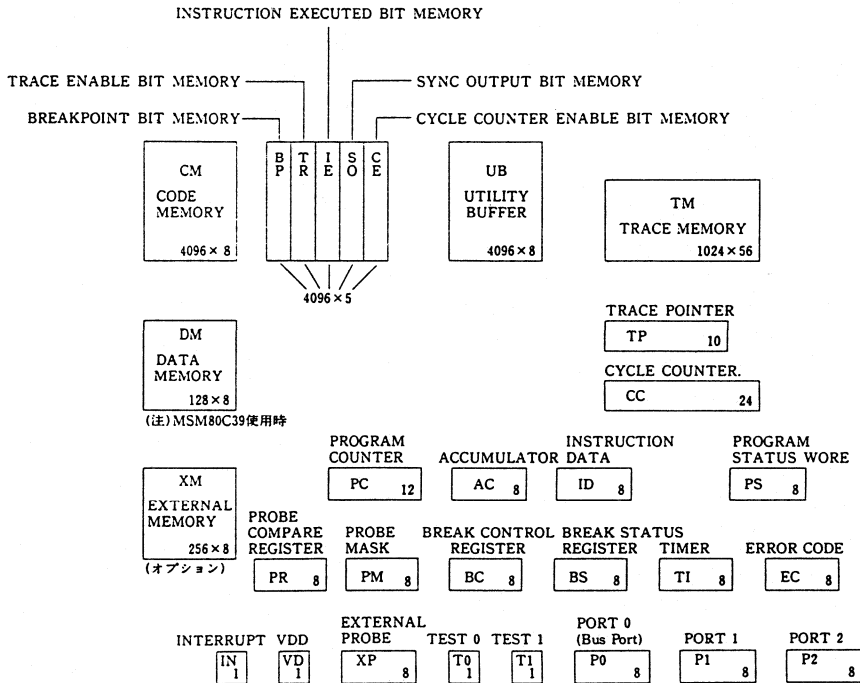 INSTRUCTION EXECUTED BIT MEMORY
TRACE ENABLE BIT MEMORY
SYNC OUTPUT BIT MEMORY
BREAKPOINT BIT MEMORY
CYCLE COUNTER ENABLE BIT MEMORY
CM
CODE
MEMORY
4096×8
BP
TR
IE
SO
CE
4096×5
UB
UTILITY
BUFFER
4096×8
TM
TRACE MEMORY
1024×56
TRACE POINTER
TP 10
CYCLE COUNTER.
CC 24
DM
DATA
MEMORY
128×8
(注)MSM80C39使用時
XM
EXTERNAL
MEMORY
256×8
(オプション)
PROGRAM
COUNTER
PC 12
ACCUMULATOR
AC 8
INSTRUCTION
DATA
ID 8
PROGRAM
STATUS WORE
PS 8
PROBE
COMPARE
REGISTER
PR 8
PROBE
MASK
PM 8
BREAK CONTROL
REGISTER
BC 8
BREAK STATUS
REGISTER
BS 8
TIMER
TI 8
ERROR CODE
EC 8
INTERRUPT
IN
1
VDD
VD
1
EXTERNAL
PROBE
XP
8
TEST 0
T0
1
TEST 1
T1
1
PORT 0
(Bus Port)
P0
8
PORT 1
P1
8
PORT 2
P2
8